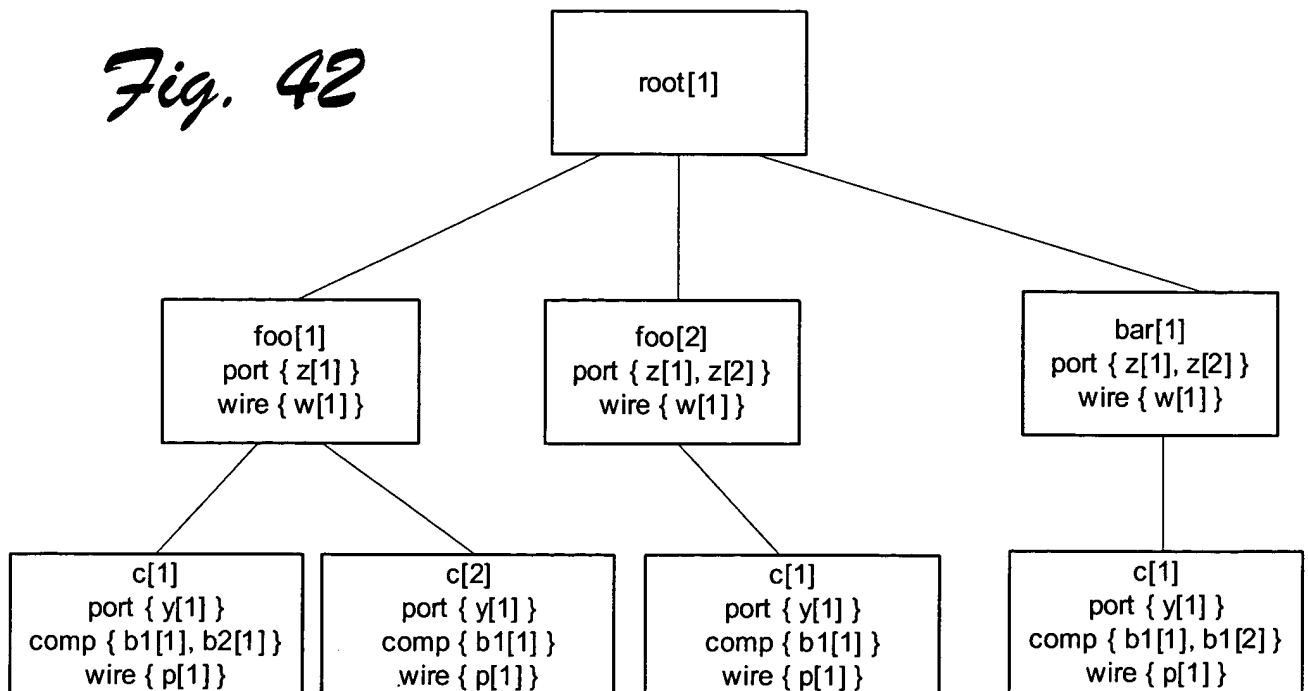 Fig. 42
root[1]
foo[1]
port { z[1] }
wire { w[1] }
foo[2]
port { z[1], z[2] }
wire { w[1] }
bar[1]
port { z[1], z[2] }
wire { w[1] }
c[1]
port { y[1] }
comp { b1[1], b2[1] }
wire { p[1] }
c[2]
port { y[1] }
comp { b1[1] }
wire { p[1] }
c[1]
port { y[1] }
comp { b1[1] }
wire { p[1] }
c[1]
port { y[1] }
comp { b1[1], b1[2] }
wire { p[1] }